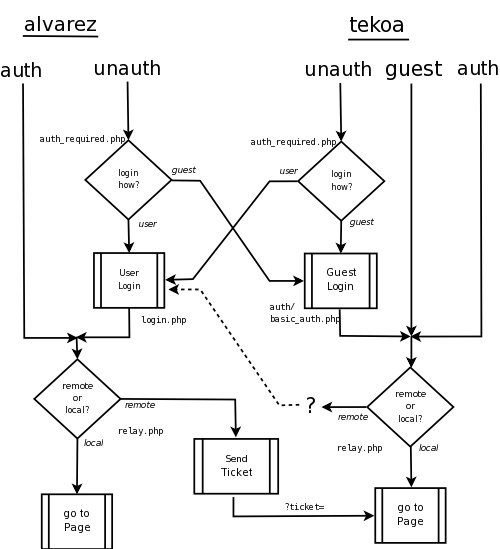 alvarez
tekoa
auth
unauth
unauth
guest
auth
auth_required.php
auth_required.php
login
how?
guest
user
login
how?
user
guest
User
Login
Guest
Login
login.php
auth/
basic_auth.php
remote
or
local?
remote
relay.php
local
?
remote
or
local?
remote
relay.php
local
Send
Ticket
?ticket=
go to
Page
go to
Page